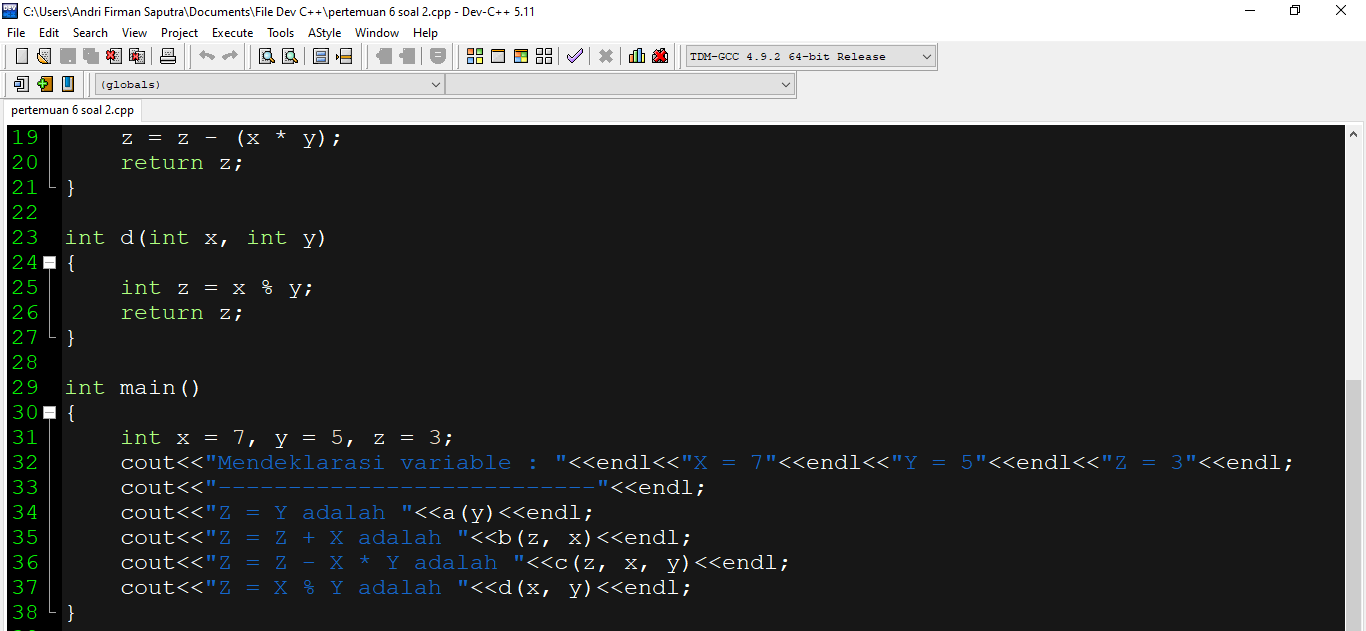 C:\Users\Andri Firman Saputra\Documents\File Dev C++\pertemuan 6 soal 2.cpp - Dev-C++ 5.11
File Edit Search View Project Execute Tools AStyle Window Help
TDM-GCC 4.9.2 64-bit Release
(globals)
pertemuan 6 soal 2.cpp
19     z = z - (x * y);
20     return z;
21 }
22
23 int d(int x, int y)
24 {
25     int z = x % y;
26     return z;
27 }
28
29 int main()
30 {
31     int x = 7, y = 5, z = 3;
32     cout<<"Mendeklarasi variable : "<<endl<<"X = 7"<<endl<<"Y = 5"<<endl<<"Z = 3"<<endl;
33     cout<<"---------------------------"<<endl;
34     cout<<"Z = Y adalah "<<a(y)<<endl;
35     cout<<"Z = Z + X adalah "<<b(z, x)<<endl;
36     cout<<"Z = Z - X * Y adalah "<<c(z, x, y)<<endl;
37     cout<<"Z = X % Y adalah "<<d(x, y)<<endl;
38 }